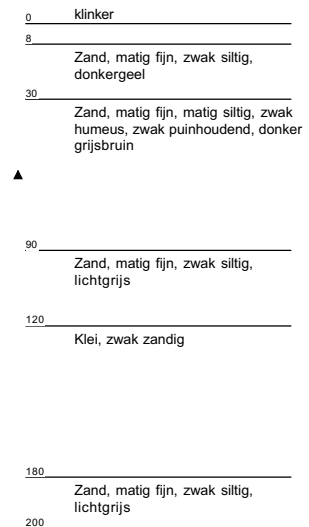 0 klinker
8
Zand, matig fijn, zwak siltig,
donkergeel
30
Zand, matig fijn, matig siltig, zwak
humeus, zwak puinhoudend, donker
grijsbruin
90
Zand, matig fijn, zwak siltig,
lichtgrijs
120
Klei, zwak zandig
180
Zand, matig fijn, zwak siltig,
lichtgrijs
200